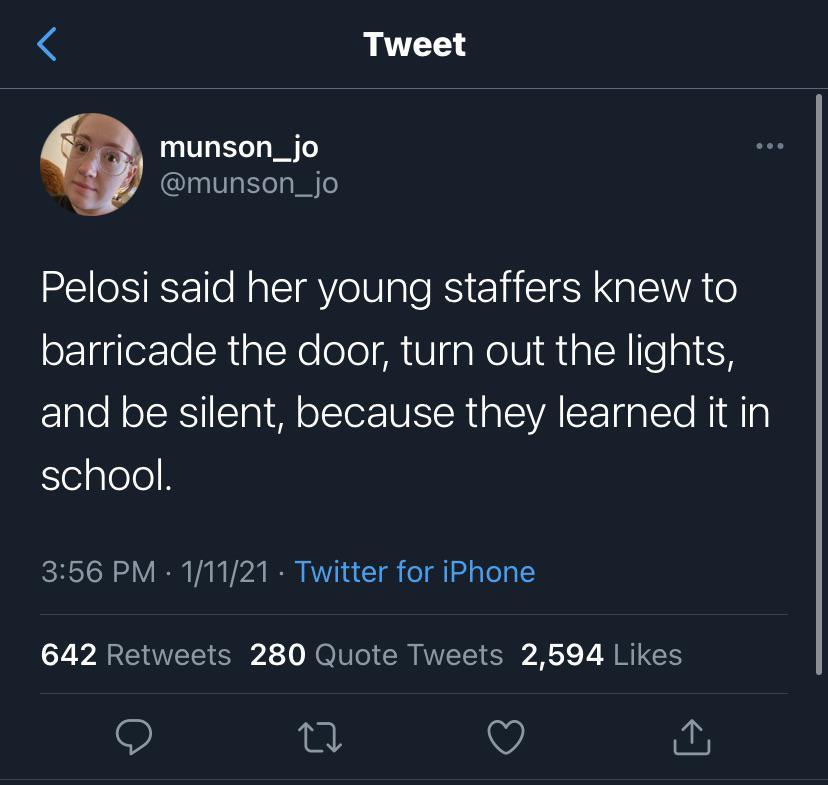 Tweet
munson_jo
@munson_jo
Pelosi said her young staffers knew to
barricade the door, turn out the lights,
and be silent, because they learned it in
school.
3:56 PM · 1/11/21 · Twitter for iPhone
642 Retweets 280 Quote Tweets 2,594 Likes